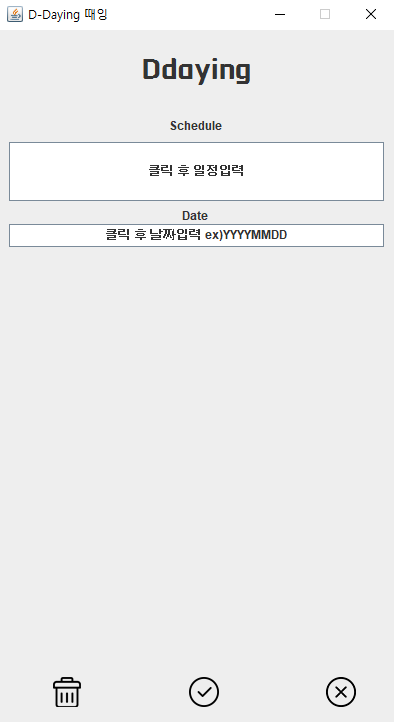 D-Daying 때잉
Ddaying
Schedule
클릭 후 일정입력
Date
클릭 후 날짜입력 ex)YYYYMMDD